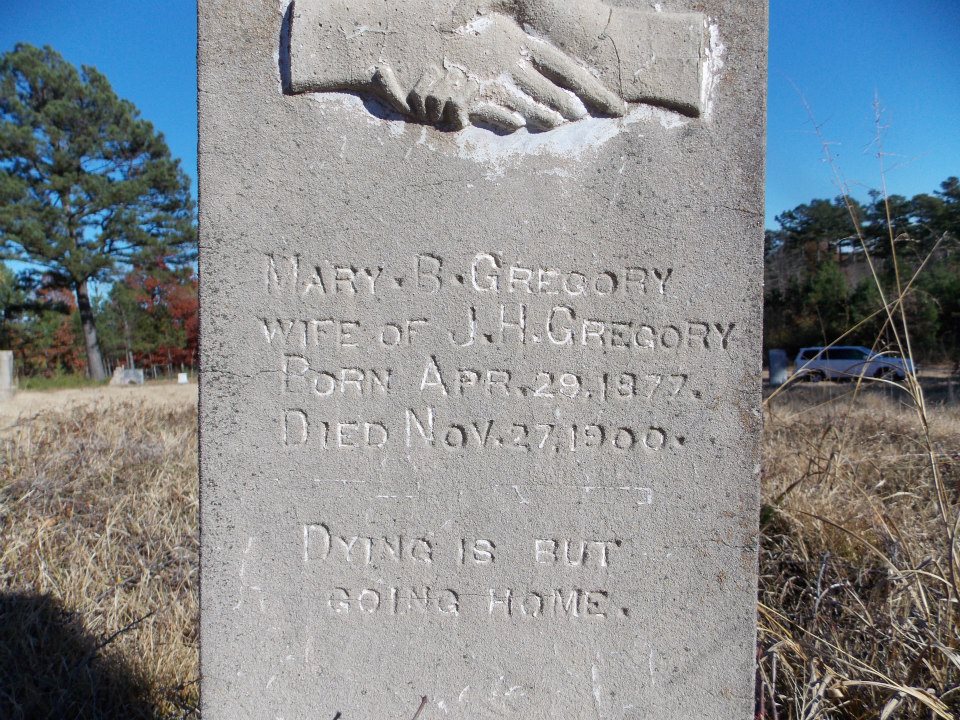 Mary. B. Gregory
wife of J. H. Gregory
Born Apr. 29. 1877.
Died Nov. 27, 1900.
Dying is but
going home.